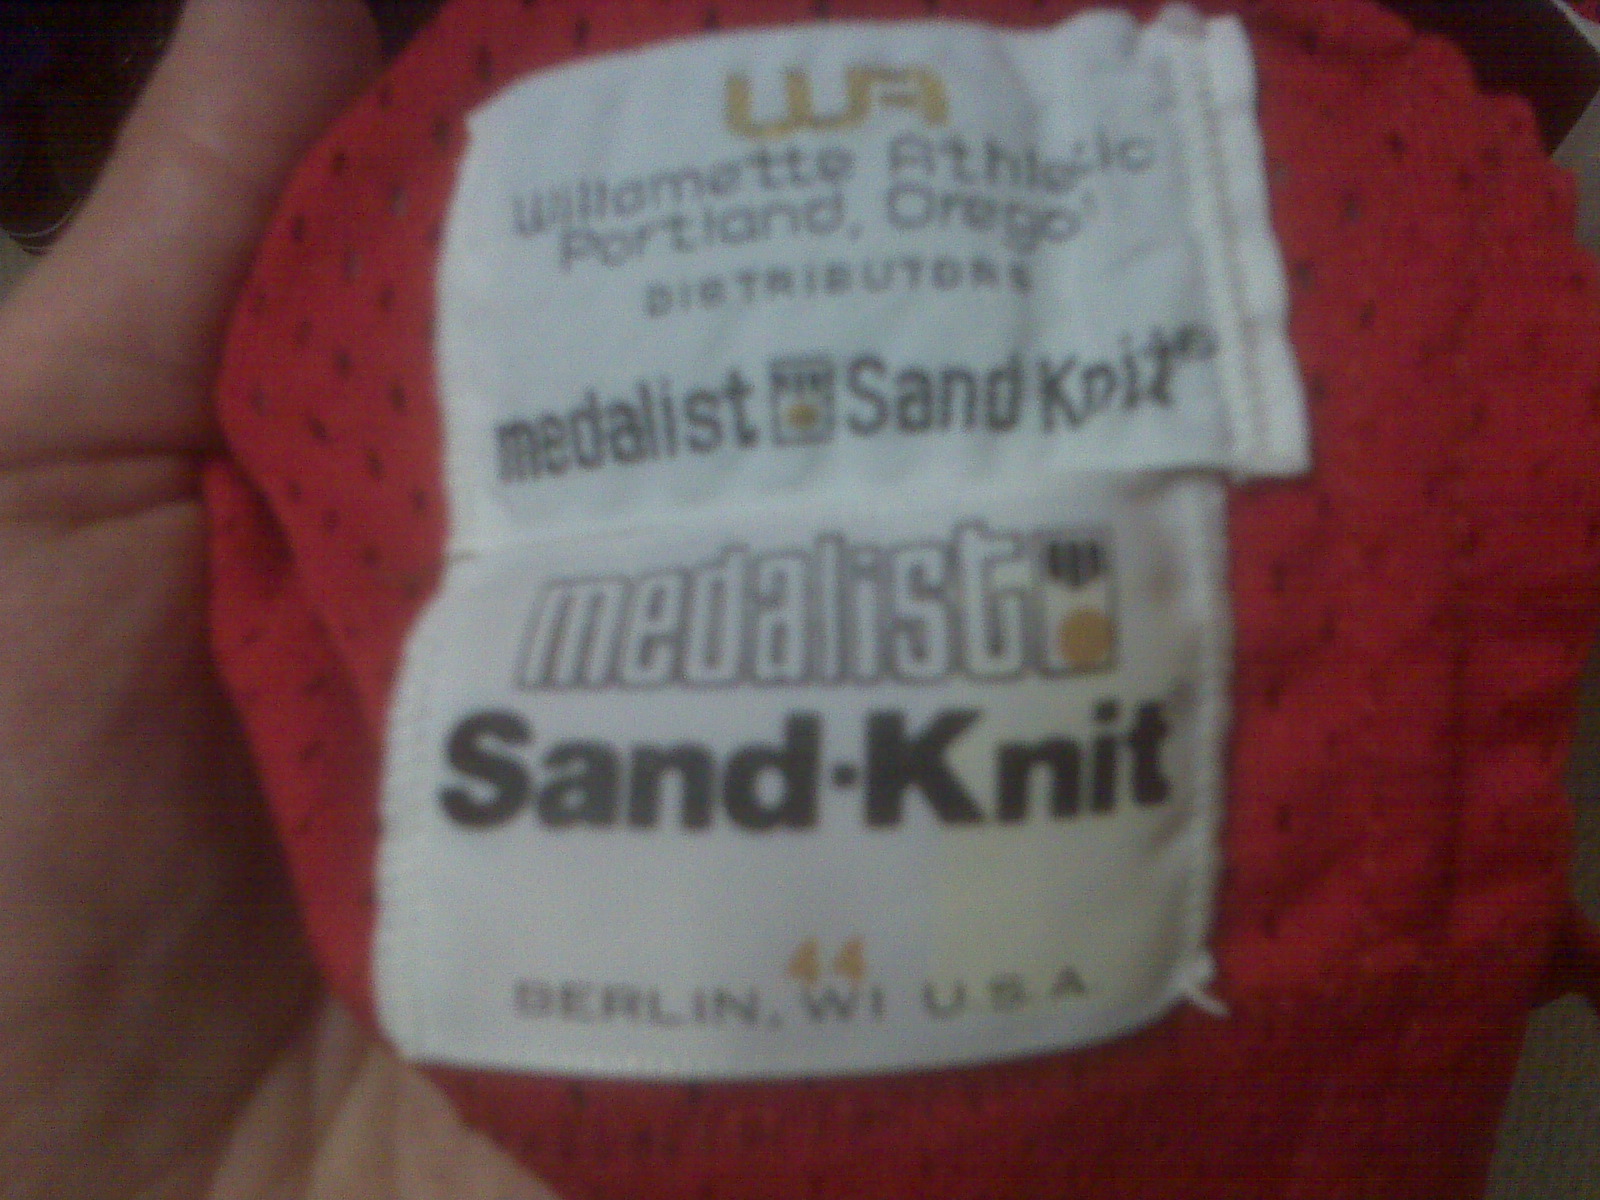 WA
Willamette Athletic
Portland, Orego
DISTRIBUTORS
medalist Sand Knit
medalist
Sand·Knit
44
BERLIN, WI U.S.A